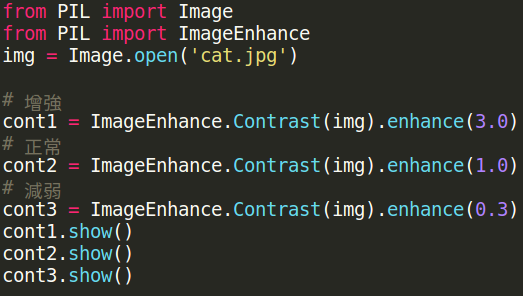 from PIL import Image
from PIL import ImageEnhance
img = Image.open('cat.jpg')
# 增強
cont1 = ImageEnhance.Contrast(img).enhance(3.0)
# 正常
cont2 = ImageEnhance.Contrast(img).enhance(1.0)
# 減弱
cont3 = ImageEnhance.Contrast(img).enhance(0.3)
cont1.show()
cont2.show()
cont3.show()